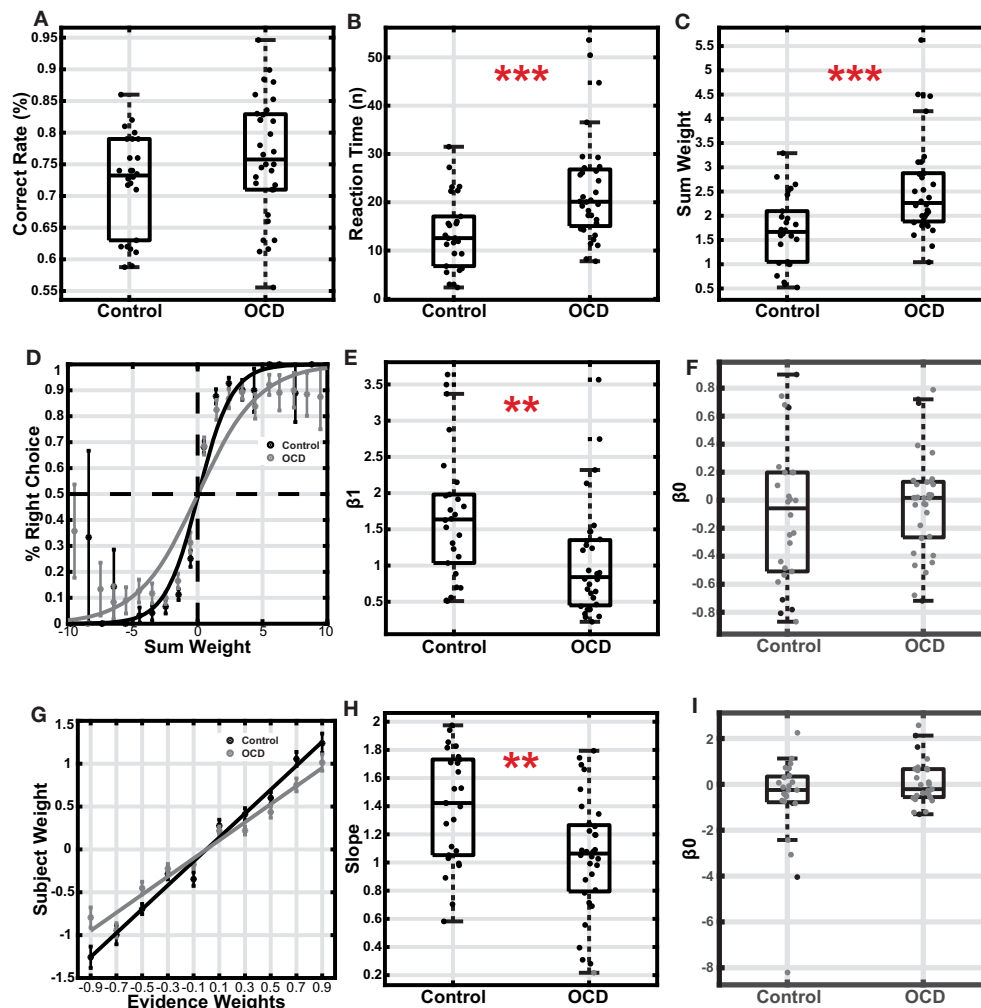 A
Correct Rate (%)
0.95
0.9
0.85
0.8
0.75
0.7
0.65
0.6
0.55
Control OCD
B
Reaction Time (n)
50
40
30
20
10
0
***
Control OCD
C
Sum Weight
5.5
5
4.5
4
3.5
3
2.5
2
1.5
1
0.5
***
Control OCD
D
% Right Choice
1
0.9
0.8
0.7
0.6
0.5
0.4
0.3
0.2
0.1
0
Control
OCD
-10 -5 0 5 10
Sum Weight
E
β1
3.5
3
2.5
2
1.5
1
0.5
**
Control OCD
F
β0
0.8
0.6
0.4
0.2
0
-0.2
-0.4
-0.6
-0.8
Control OCD
G
Subject Weight
1.5
1
0.5
0
-0.5
-1
-1.5
Control
OCD
-0.9 -0.7 -0.5 -0.3 -0.1 0.1 0.3 0.5 0.7 0.9
Evidence Weights
H
Slope
2
1.8
1.6
1.4
1.2
1
0.8
0.6
0.4
0.2
**
Control OCD
I
β0
2
0
-2
-4
-6
-8
Control OCD